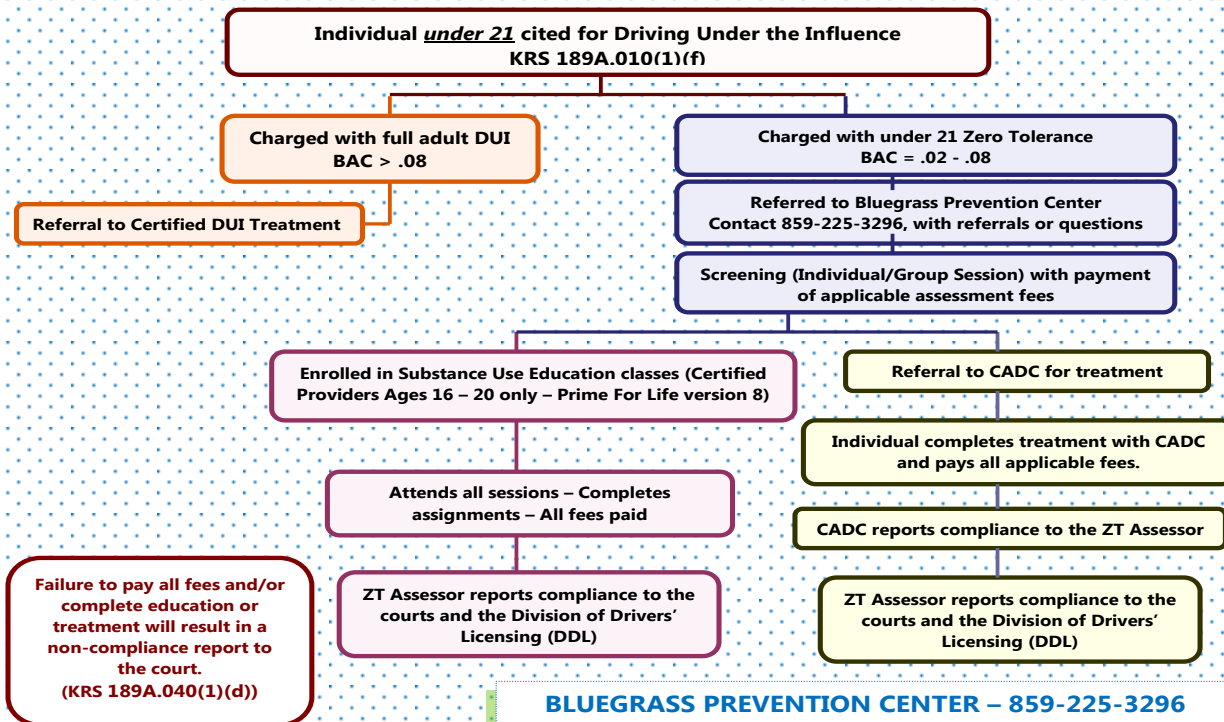 Individual under 21 cited for Driving Under the Influence
KRS 189A.010(1)(f)
Charged with full adult DUI
BAC > .08
Referral to Certified DUI Treatment
Charged with under 21 Zero Tolerance
BAC = .02 - .08
Referred to Bluegrass Prevention Center
Contact 859-225-3296, with referrals or questions
Screening (Individual/Group Session) with payment
of applicable assessment fees
Enrolled in Substance Use Education classes (Certified
Providers Ages 16 – 20 only – Prime For Life version 8)
Attends all sessions – Completes
assignments – All fees paid
ZT Assessor reports compliance to the
courts and the Division of Drivers’
Licensing (DDL)
Referral to CADC for treatment
Individual completes treatment with CADC
and pays all applicable fees.
CADC reports compliance to the ZT Assessor
ZT Assessor reports compliance to the
courts and the Division of Drivers’
Licensing (DDL)
Failure to pay all fees and/or
complete education or
treatment will result in a
non-compliance report to
the court.
(KRS 189A.040(1)(d))
BLUEGRASS PREVENTION CENTER – 859-225-3296